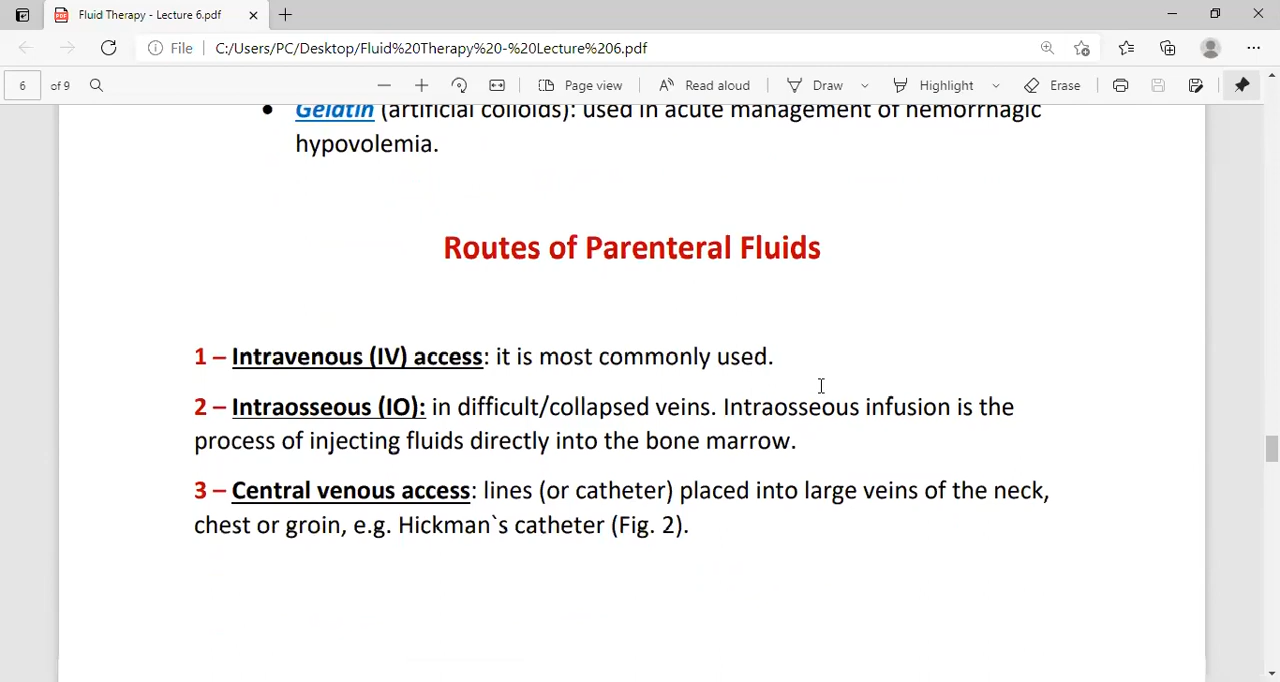 Fluid Therapy - Lecture 6.pdf
File
C:/Users/PC/Desktop/Fluid%20Therapy%20-%20Lecture%206.pdf
6 of 9
Page view
Read aloud
Draw
Highlight
Erase
• Gelatin (artificial colloids): used in acute management of hemorrhagic
hypovolemia.
Routes of Parenteral Fluids
1 – Intravenous (IV) access: it is most commonly used.
2 – Intraosseous (IO): in difficult/collapsed veins. Intraosseous infusion is the
process of injecting fluids directly into the bone marrow.
3 – Central venous access: lines (or catheter) placed into large veins of the neck,
chest or groin, e.g. Hickman`s catheter (Fig. 2).